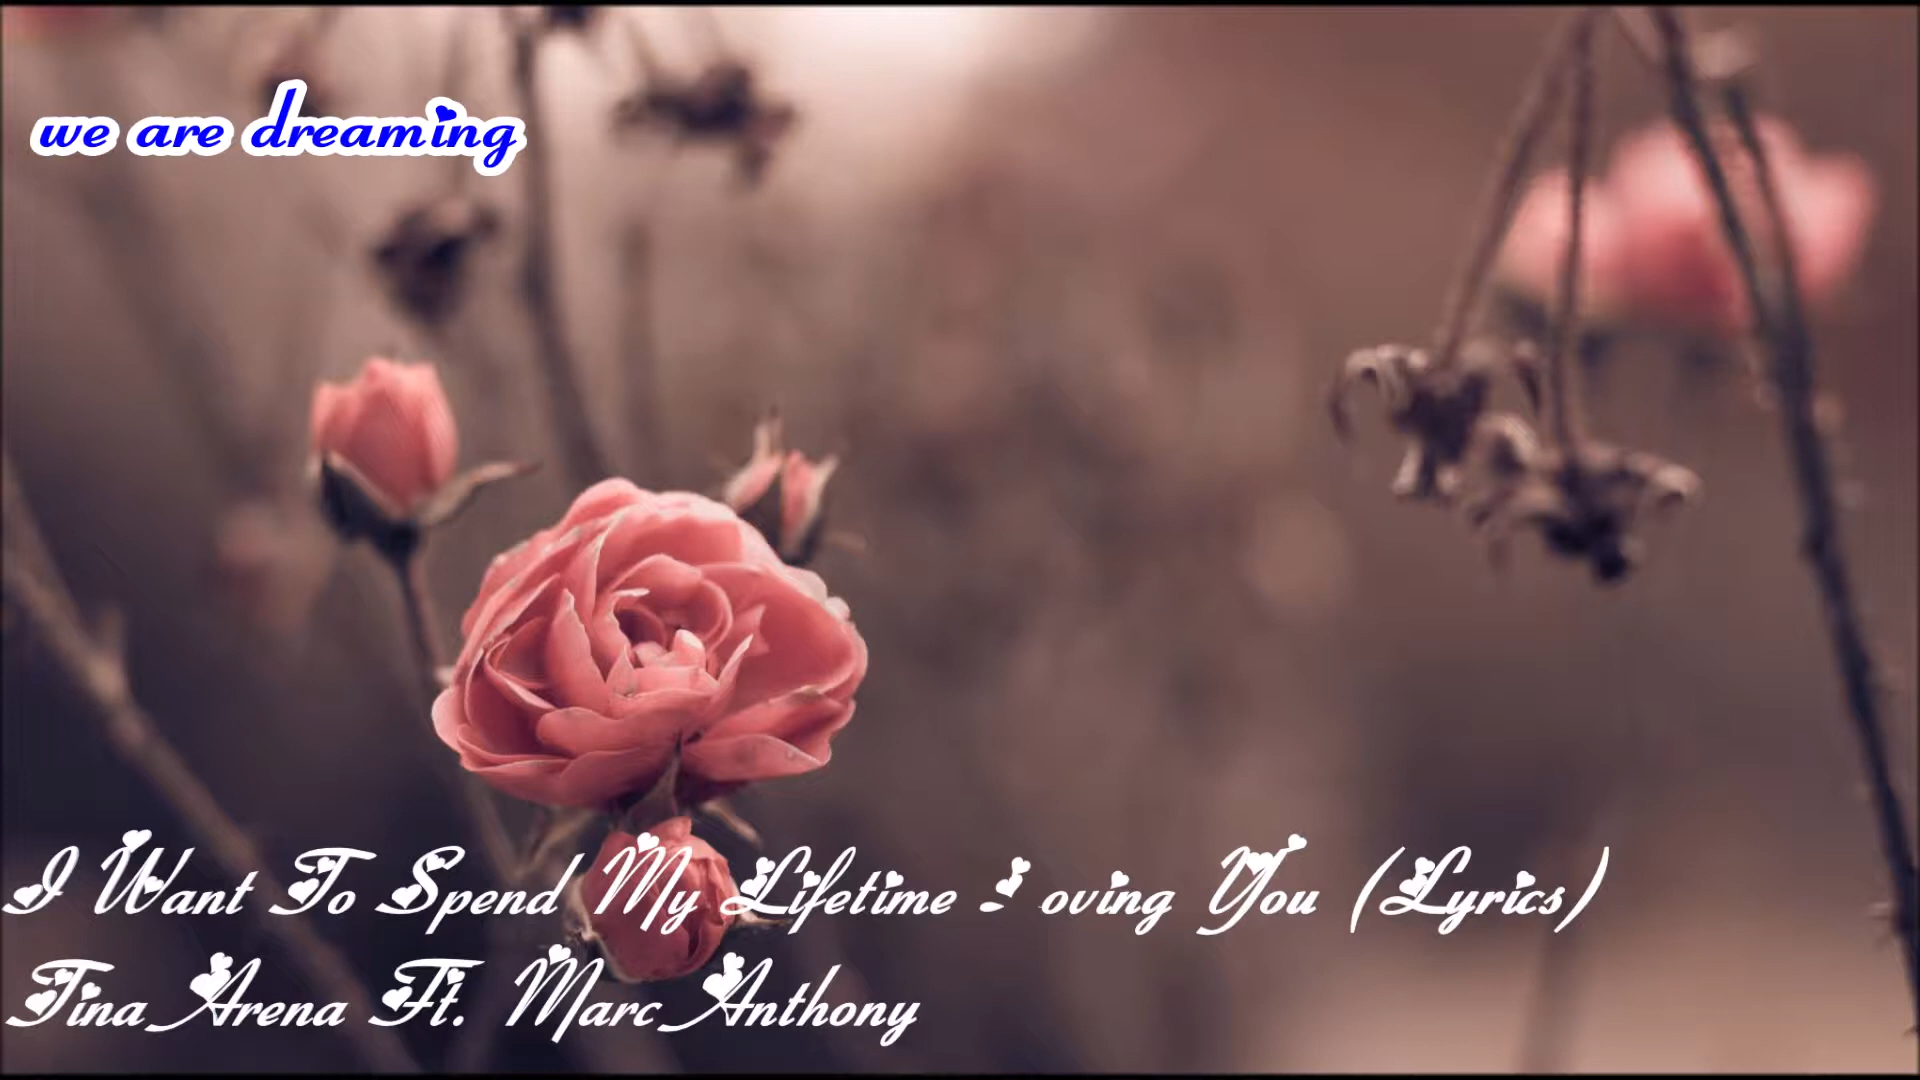 we are dreaming
I Want To Spend My Lifetime Loving You (Lyrics)
Tina Arena Ft. Marc Anthony